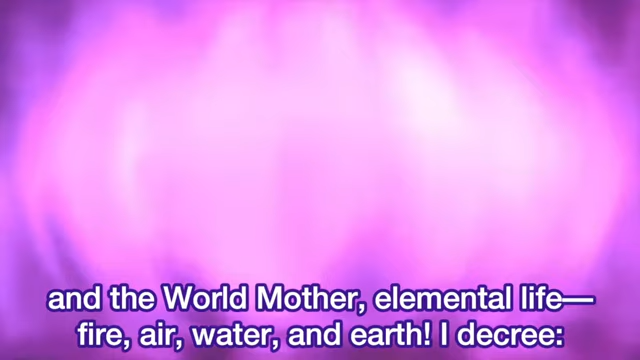 and the World Mother, elemental life—
fire, air, water, and earth! I decree: